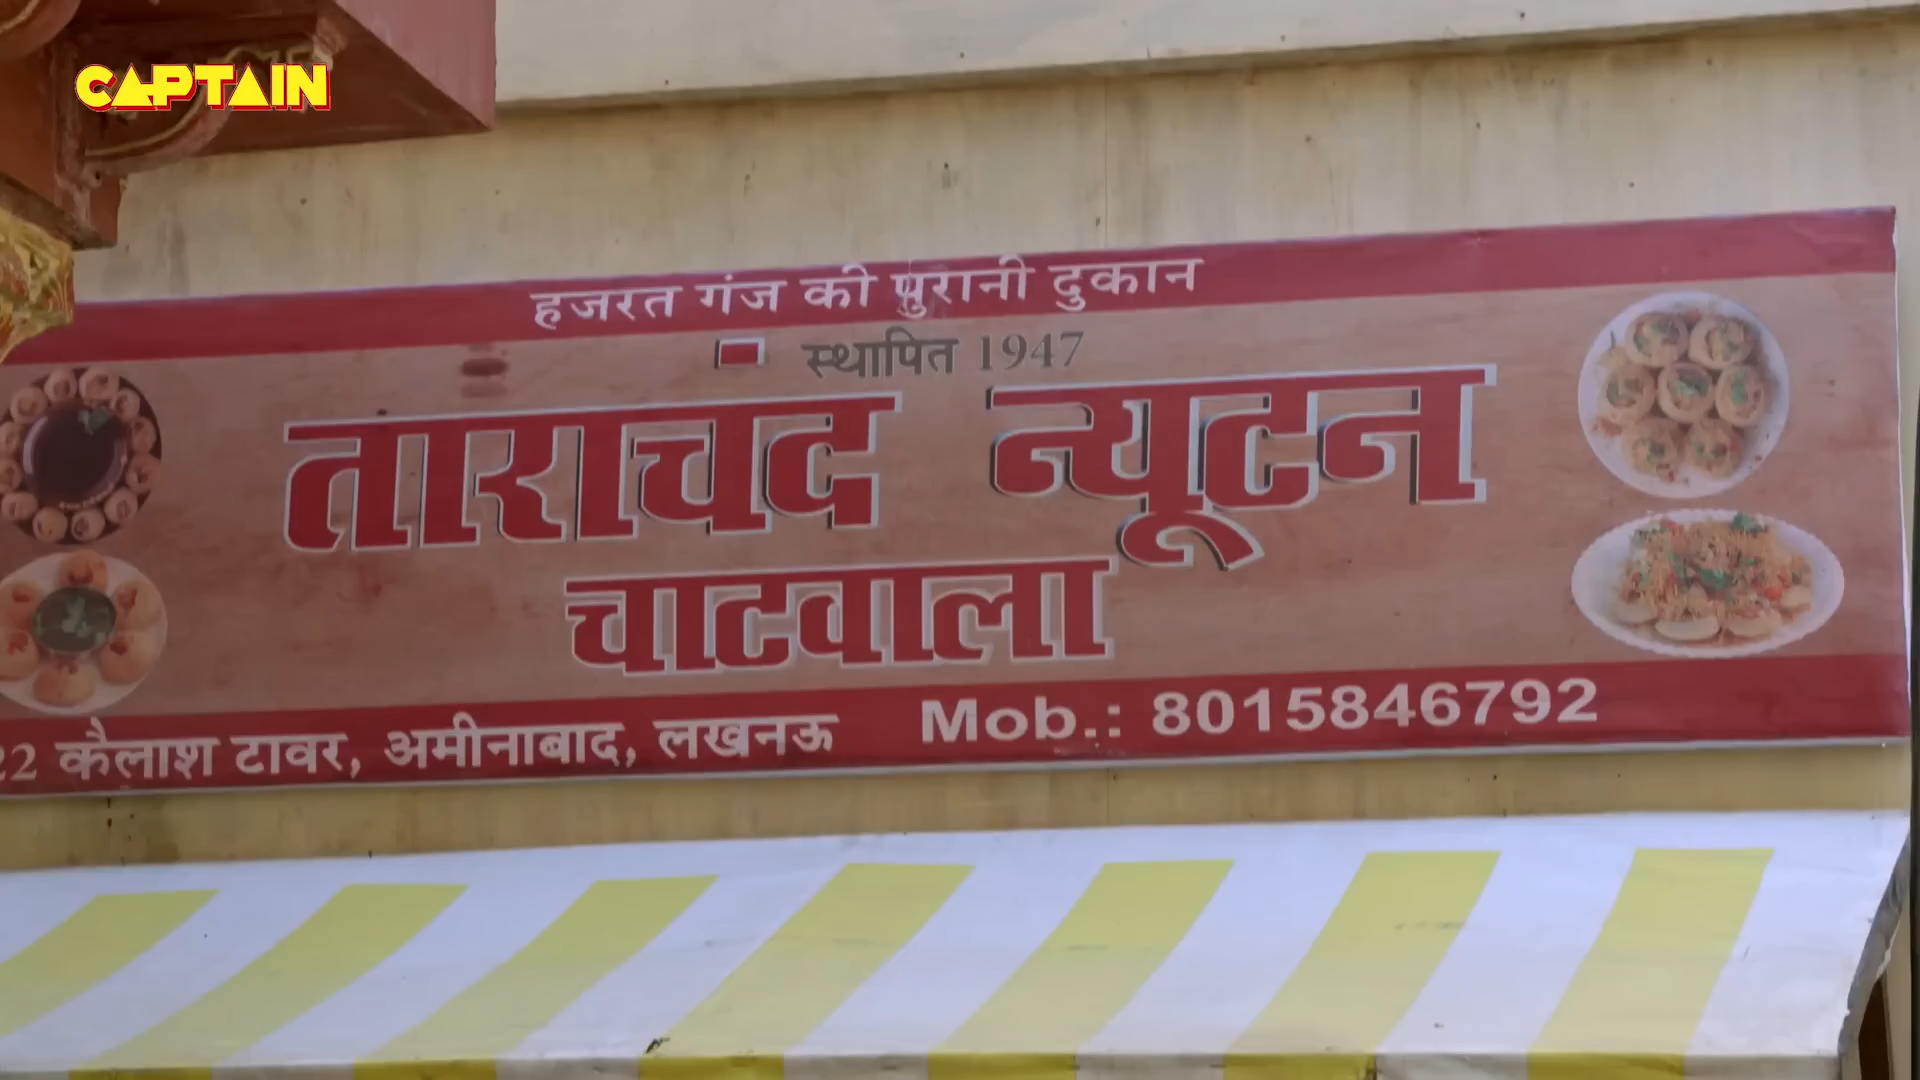 CAPTAIN
हजरत गंज की पुरानी दुकान
स्थापित 1947
ताराचंद न्यूटन
चाटवाला
22 कैलाश टावर, अमीनाबाद, लखनऊ Mob.: 8015846792